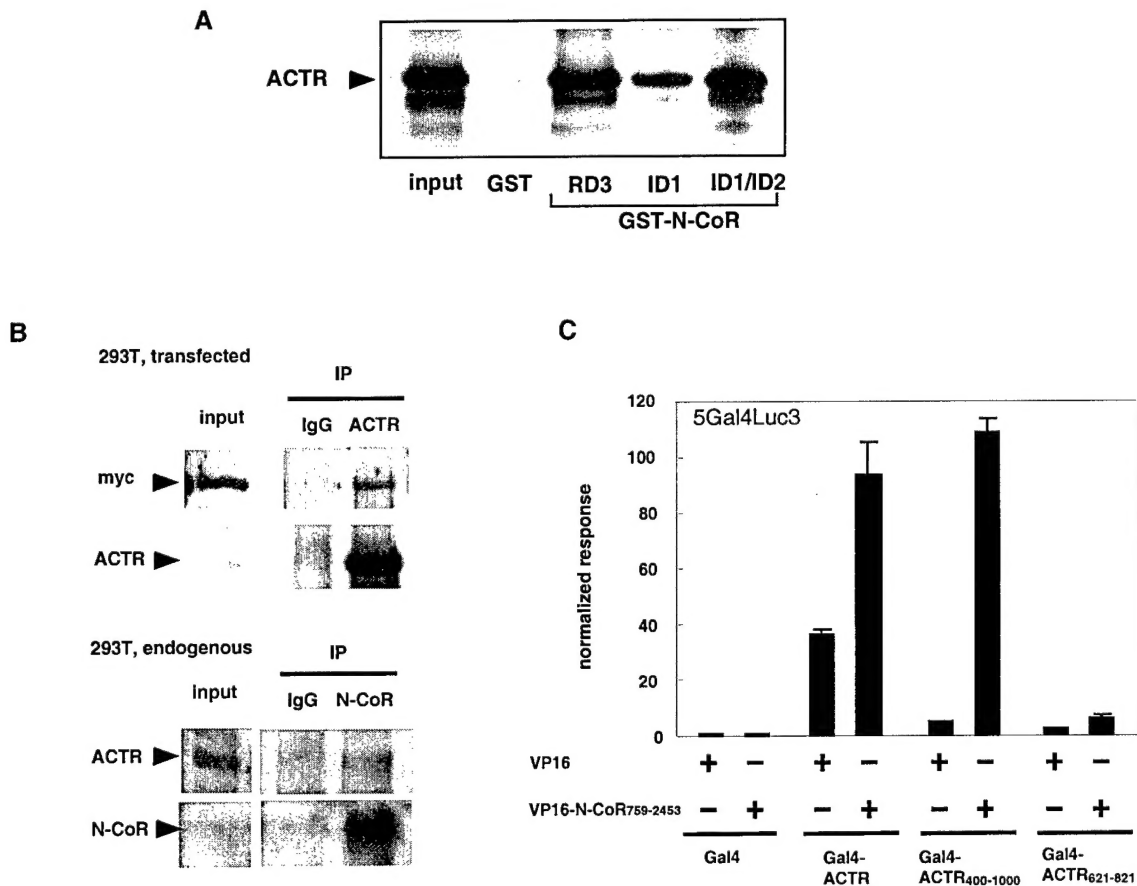 A
ACTR
input GST RD3 ID1 ID1/ID2
GST-N-CoR
B
293T, transfected
IP
input
IgG ACTR
myc
ACTR
293T, endogenous
IP
input
IgG N-CoR
ACTR
N-CoR
C
5Gal4Luc3
normalized response
120
100
80
60
40
20
0
VP16 + − + − + − + −
VP16-N-CoR759-2453 − + − + − + − +
Gal4
Gal4-
ACTR
Gal4-
ACTR400-1000
Gal4-
ACTR621-821